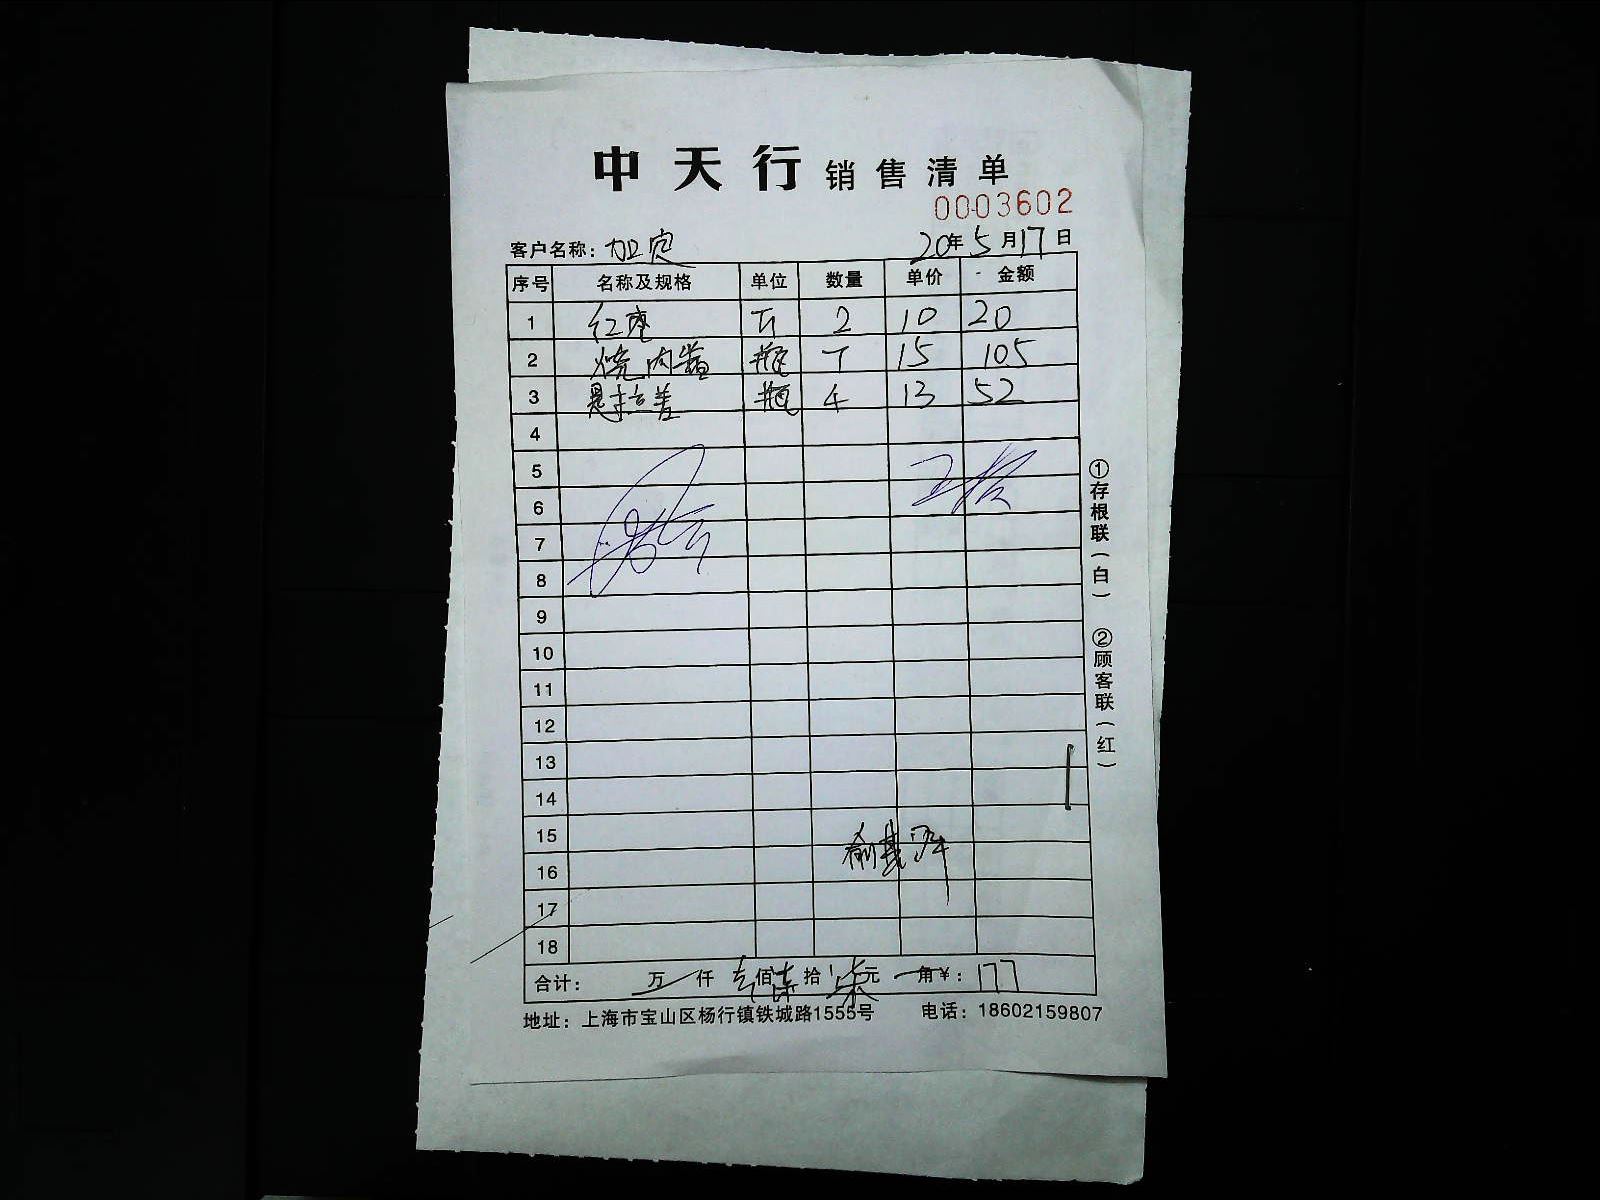 中天行 销售清单
0003602
客户名称： 加定 20年5月17日
序号 名称及规格 单位 数量 单价 金额
1 红枣 斤 2 10 20
2 烧肉酱 瓶 7 15 105
3 瓶 4 13 52
4
5
6
7
8
9
10
11
12
13
14
15
16
17
18
合计： 万 仟 壹佰柒拾柒元 角 ¥：177
地址：上海市宝山区杨行镇铁城路1555号 电话：18602159807
①存根联（白） ②顾客联（红）